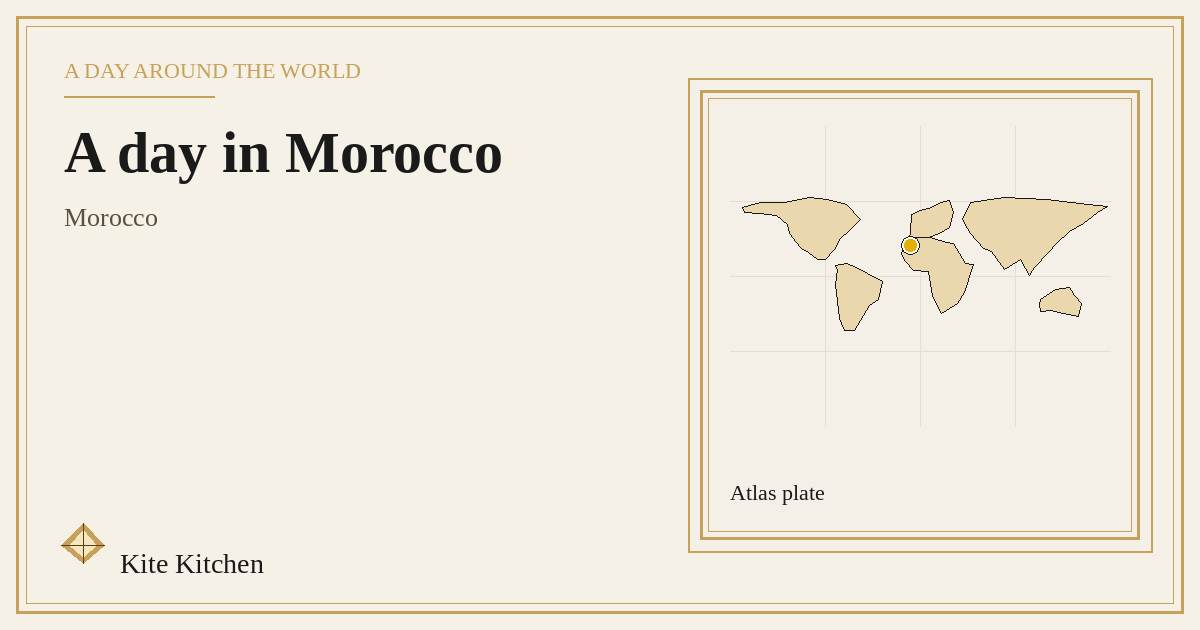 A DAY AROUND THE WORLD
A day in Morocco
Morocco
Atlas plate
Kite Kitchen